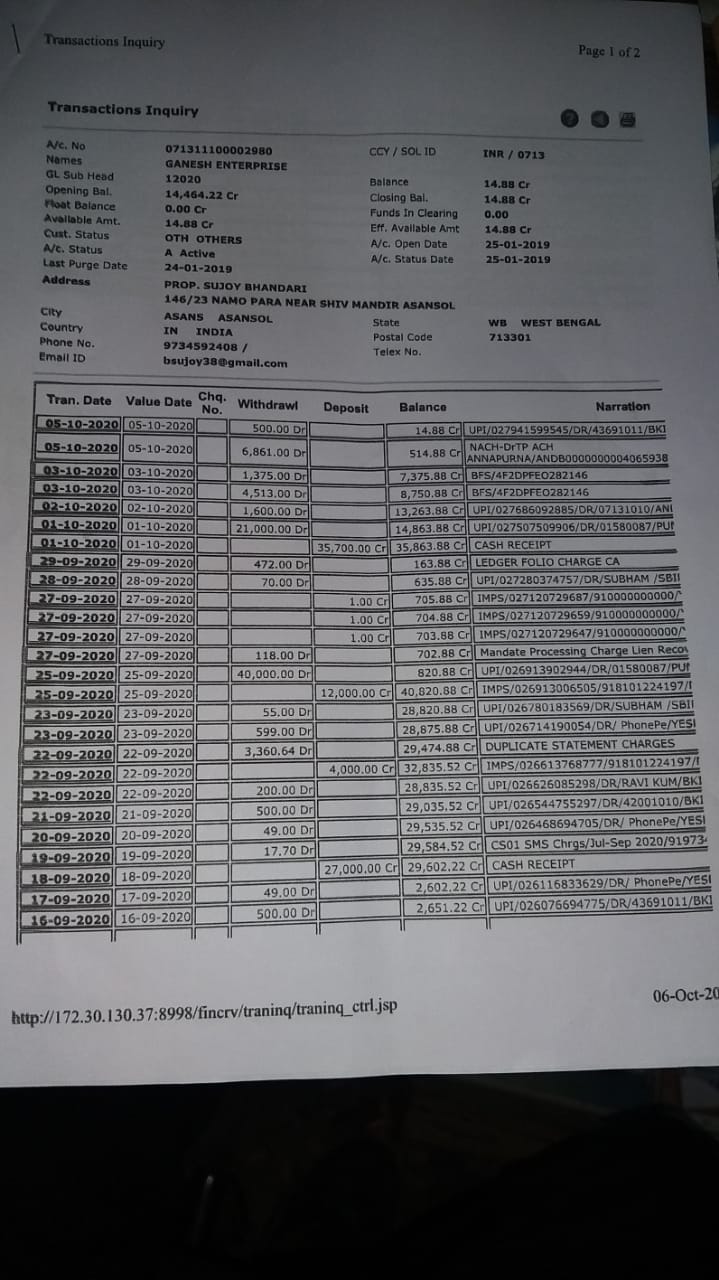 Transactions Inquiry
Page 1 of 2
Transactions Inquiry
A/c. No 071311100002980 CCY / SOL ID INR / 0713
Names GANESH ENTERPRISE
GL Sub Head 12020 Balance 14.88 Cr
Opening Bal. 14,464.22 Cr Closing Bal. 14.88 Cr
Float Balance 0.00 Cr Funds In Clearing 0.00
Available Amt. 14.88 Cr Eff. Available Amt 14.88 Cr
Cust. Status OTH OTHERS A/c. Open Date 25-01-2019
A/c. Status A Active A/c. Status Date 25-01-2019
Last Purge Date 24-01-2019
Address PROP. SUJOY BHANDARI
146/23 NAMO PARA NEAR SHIV MANDIR ASANSOL
City ASANS ASANSOL State WB WEST BENGAL
Country IN INDIA Postal Code 713301
Phone No. 9734592408 / Telex No.
Email ID bsujoy38@gmail.com
Tran. Date Value Date Chq. No. Withdrawl Deposit Balance Narration
05-10-2020 05-10-2020 500.00 Dr 14.88 Cr UPI/027941599545/DR/43691011/BKI
05-10-2020 05-10-2020 6,861.00 Dr 514.88 Cr NACH-DrTP ACH
ANNAPURNA/ANDB0000000004065938
03-10-2020 03-10-2020 1,375.00 Dr 7,375.88 Cr BFS/4F2DPFEO282146
03-10-2020 03-10-2020 4,513.00 Dr 8,750.88 Cr BFS/4F2DPFEO282146
02-10-2020 02-10-2020 1,600.00 Dr 13,263.88 Cr UPI/027686092885/DR/07131010/ANI
01-10-2020 01-10-2020 21,000.00 Dr 14,863.88 Cr UPI/027507509906/DR/01580087/PUI
01-10-2020 01-10-2020 35,700.00 Cr 35,863.88 Cr CASH RECEIPT
29-09-2020 29-09-2020 472.00 Dr 163.88 Cr LEDGER FOLIO CHARGE CA
28-09-2020 28-09-2020 70.00 Dr 635.88 Cr UPI/027280374757/DR/SUBHAM /SBII
27-09-2020 27-09-2020 1.00 Cr 705.88 Cr IMPS/027120729687/910000000000/
27-09-2020 27-09-2020 1.00 Cr 704.88 Cr IMPS/027120729659/910000000000/
27-09-2020 27-09-2020 1.00 Cr 703.88 Cr IMPS/027120729647/910000000000/
27-09-2020 27-09-2020 118.00 Dr 702.88 Cr Mandate Processing Charge Lien Recov
25-09-2020 25-09-2020 40,000.00 Dr 820.88 Cr UPI/026913902944/DR/01580087/PUI
25-09-2020 25-09-2020 12,000.00 Cr 40,820.88 Cr IMPS/026913006505/918101224197/I
23-09-2020 23-09-2020 55.00 Dr 28,820.88 Cr UPI/026780183569/DR/SUBHAM /SBII
23-09-2020 23-09-2020 599.00 Dr 28,875.88 Cr UPI/026714190054/DR/ PhonePe/YESI
22-09-2020 22-09-2020 3,360.64 Dr 29,474.88 Cr DUPLICATE STATEMENT CHARGES
22-09-2020 22-09-2020 4,000.00 Cr 32,835.52 Cr IMPS/026613768777/918101224197/I
22-09-2020 22-09-2020 200.00 Dr 28,835.52 Cr UPI/026626085298/DR/RAVI KUM/BKI
21-09-2020 21-09-2020 500.00 Dr 29,035.52 Cr UPI/026544755297/DR/42001010/BKI
20-09-2020 20-09-2020 49.00 Dr 29,535.52 Cr UPI/026468694705/DR/ PhonePe/YESI
19-09-2020 19-09-2020 17.70 Dr 29,584.52 Cr CS01 SMS Chrgs/Jul-Sep 2020/91973
18-09-2020 18-09-2020 27,000.00 Cr 29,602.22 Cr CASH RECEIPT
17-09-2020 17-09-2020 49.00 Dr 2,602.22 Cr UPI/026116833629/DR/ PhonePe/YESI
16-09-2020 16-09-2020 500.00 Dr 2,651.22 Cr UPI/026076694775/DR/43691011/BKI
http://172.30.130.37:8998/fincrv/traninq/traninq_ctrl.jsp
06-Oct-20